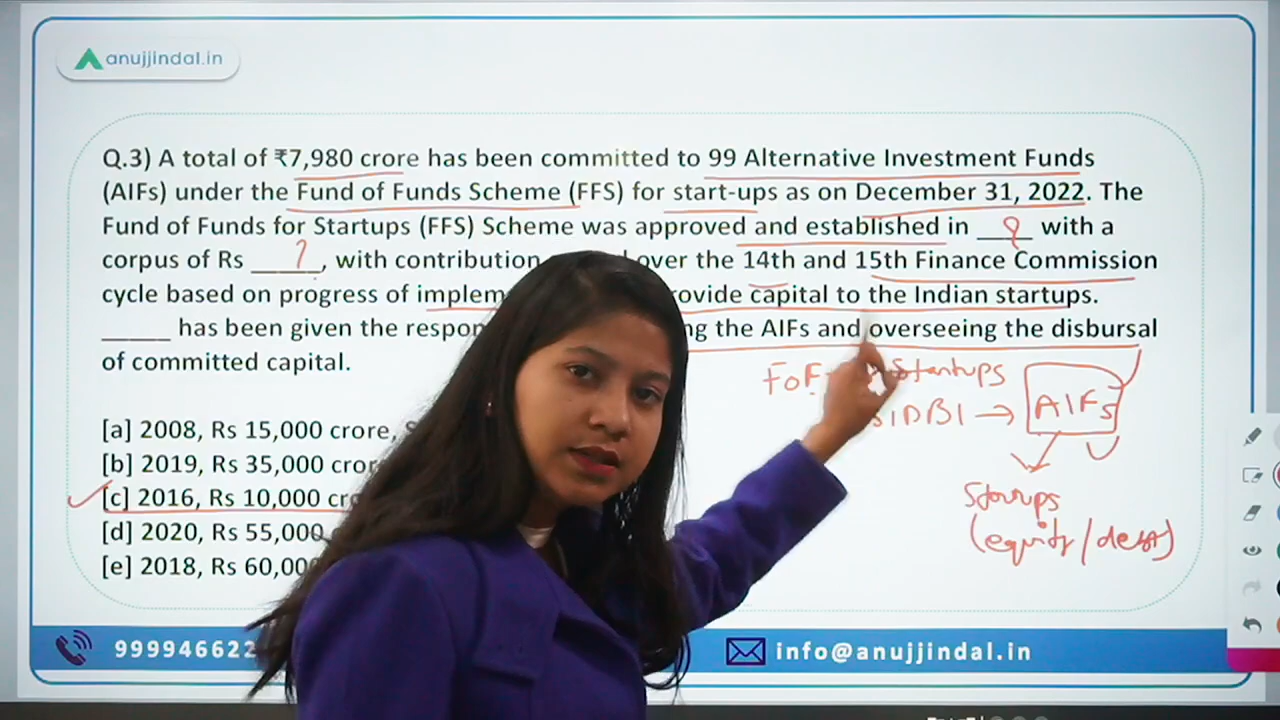 anujjindal.in
Q.3) A total of ₹7,980 crore has been committed to 99 Alternative Investment Funds
(AIFs) under the Fund of Funds Scheme (FFS) for start-ups as on December 31, 2022. The
Fund of Funds for Startups (FFS) Scheme was approved and established in ____ ? with a
corpus of Rs _____ ?, with contribution over the 14th and 15th Finance Commission
cycle based on progress of implem ovide capital to the Indian startups.
_____ has been given the respon ng the AIFs and overseeing the disbursal
of committed capital.
FoF Startups
SIDBI → AIFs
Startups
(equity/debt)
[a] 2008, Rs 15,000 crore, S
[b] 2019, Rs 35,000 cror
[c] 2016, Rs 10,000 cr
[d] 2020, Rs 55,000
[e] 2018, Rs 60,00
99994662
info@anujjindal.in